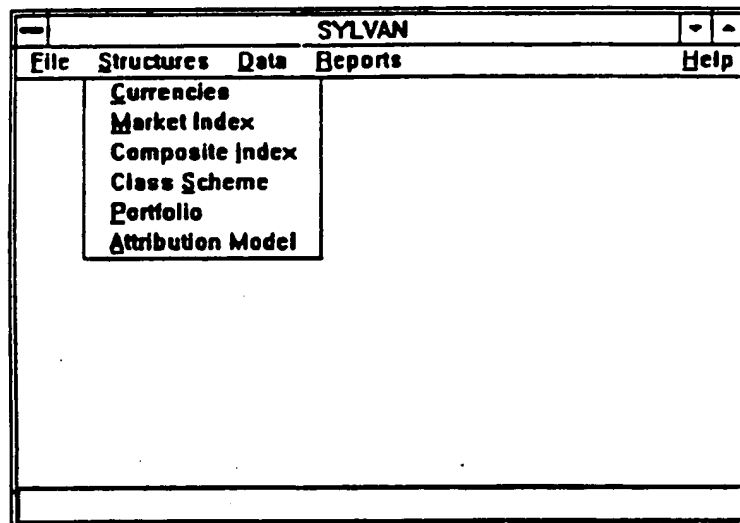 SYLVAN
File Structures Data Reports Help
Currencies
Market Index
Composite Index
Class Scheme
Portfolio
Attribution Model